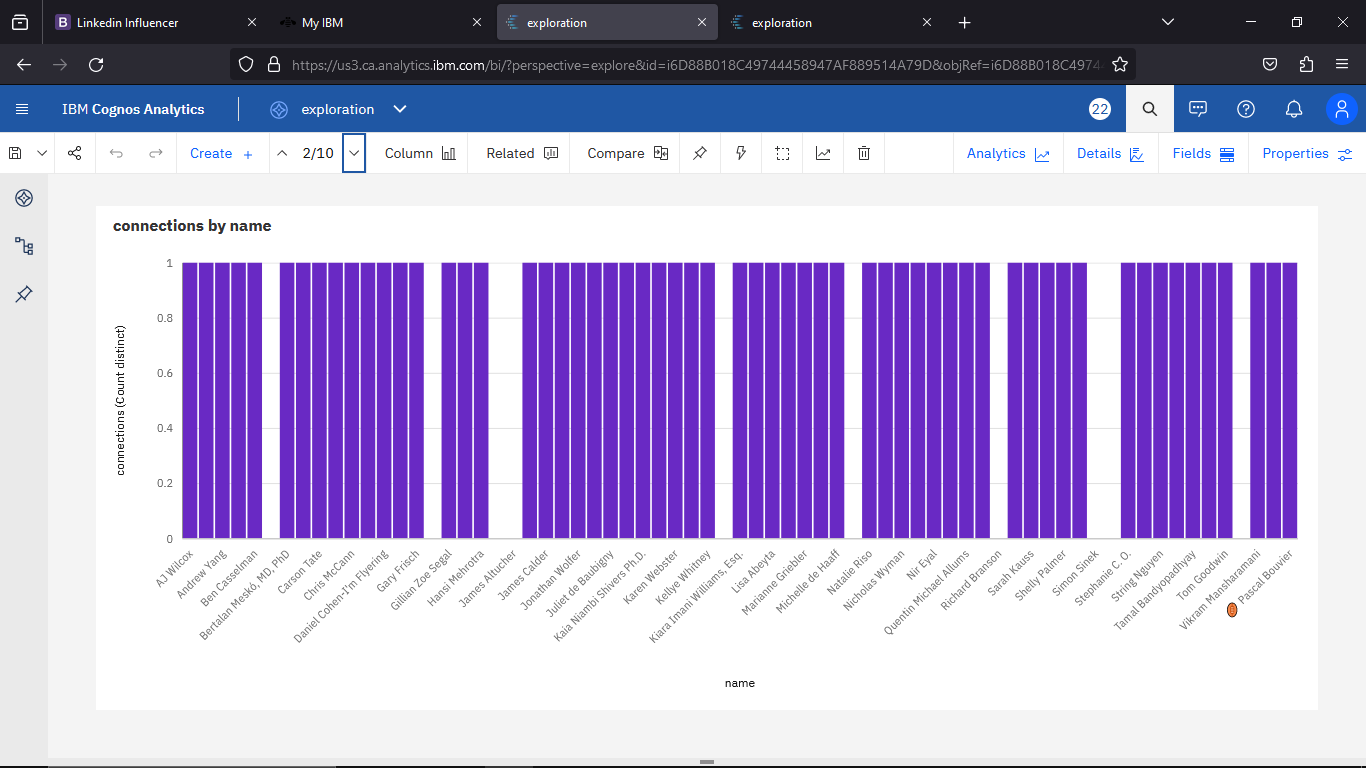 Linkedin Influencer
My IBM
exploration
exploration
https://us3.ca.analytics.ibm.com/bi/?perspective=explore&id=i6D88B018C49744458947AF889514A79D&objRef=i6D88B018C4974
IBM Cognos Analytics
exploration
22
Create
2/10
Column
Related
Compare
Analytics
Details
Fields
Properties
connections by name
connections (Count distinct)
1
0.8
0.6
0.4
0.2
0
AJ Wilcox
Andrew Yang
Ben Casselman
Bertalan Meskó, MD, PhD
Carson Tate
Chris McCann
Daniel Cohen-I'm Flyering
Gary Frisch
Gillian Zoe Segal
Hansi Mehrotra
James Altucher
James Calder
Jonathan Wolfer
Juliet de Baubigny
Kaia Niambi Shivers Ph.D.
Karen Webster
Kellye Whitney
Kiara Imani Williams, Esq.
Lisa Abeyta
Marianne Griebler
Michelle de Haaff
Natalie Riso
Nicholas Wyman
Nir Eyal
Quentin Michael Allums
Richard Branson
Sarah Kauss
Shelly Palmer
Simon Sinek
Stephanie C. O.
String Nguyen
Tamal Bandyopadhyay
Tom Goodwin
Vikram Mansharamani
Pascal Bouvier
name